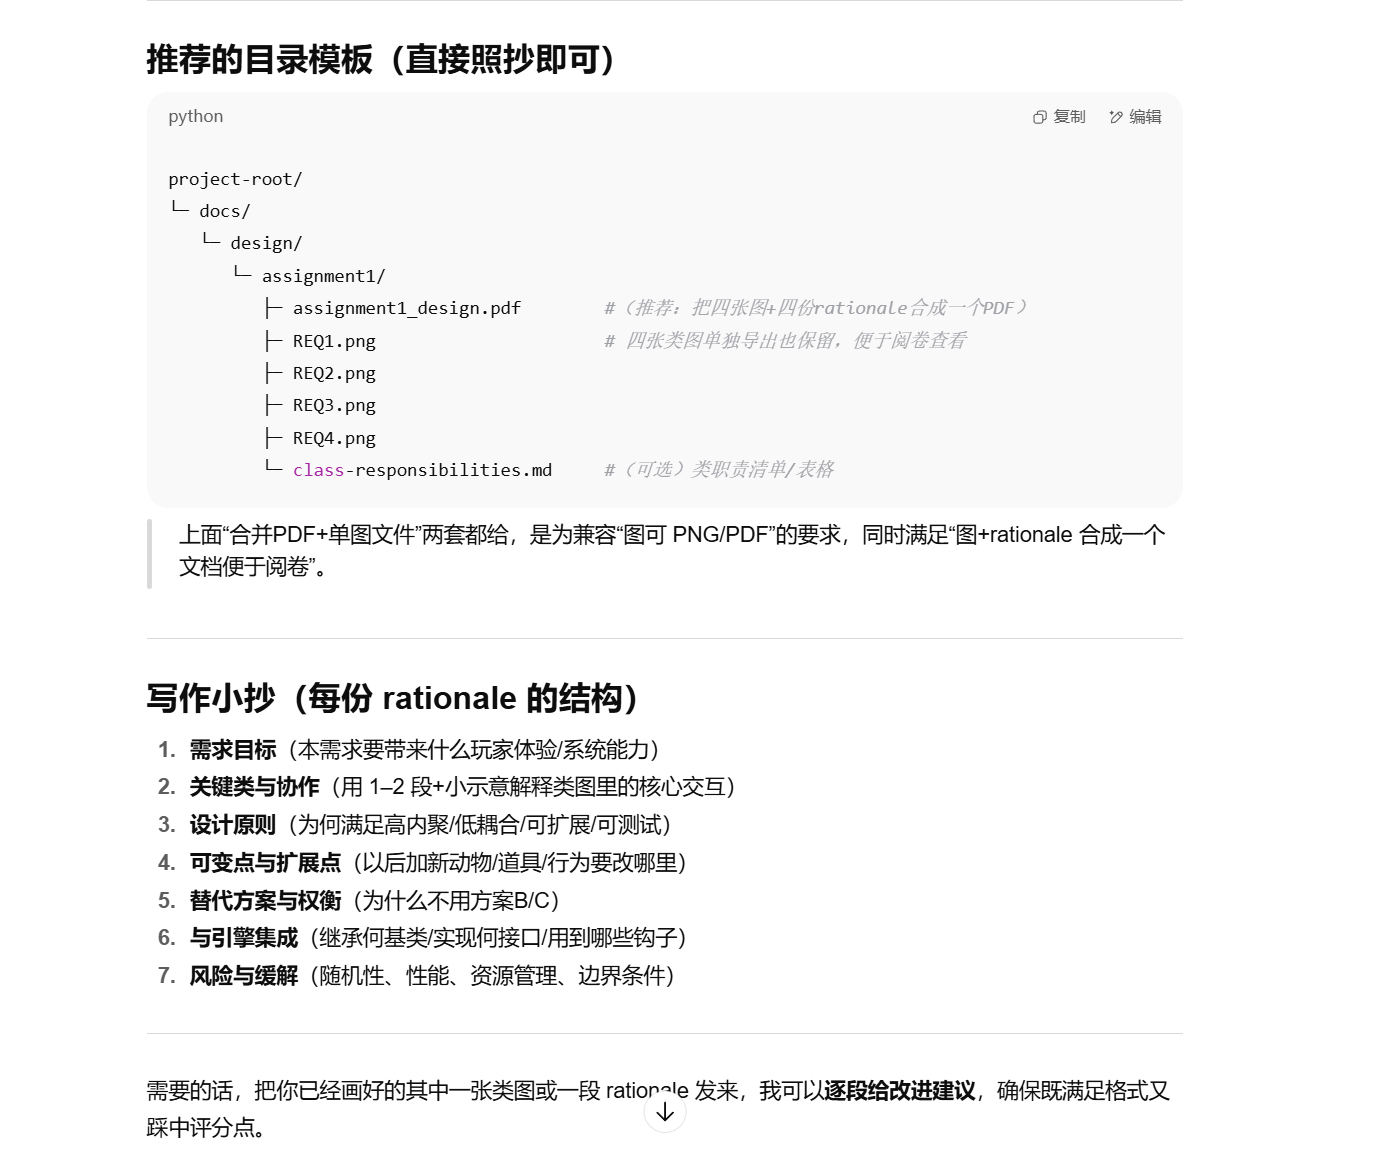 推荐的目录模板（直接照抄即可）
python
复制
编辑
project-root/
└─ docs/
   └─ design/
      └─ assignment1/
         ├─ assignment1_design.pdf        #（推荐：把四张图+四份rationale合成一个PDF）
         ├─ REQ1.png                      # 四张类图单独导出也保留，便于阅卷查看
         ├─ REQ2.png
         ├─ REQ3.png
         ├─ REQ4.png
         └─ class-responsibilities.md     #（可选）类职责清单/表格
上面“合并PDF+单图文件”两套都给，是为兼容“图可 PNG/PDF”的要求，同时满足“图+rationale 合成一个
文档便于阅卷”。
写作小抄（每份 rationale 的结构）
1. 需求目标（本需求要带来什么玩家体验/系统能力）
2. 关键类与协作（用 1–2 段+小示意解释类图里的核心交互）
3. 设计原则（为何满足高内聚/低耦合/可扩展/可测试）
4. 可变点与扩展点（以后加新动物/道具/行为要改哪里）
5. 替代方案与权衡（为什么不用方案B/C）
6. 与引擎集成（继承何基类/实现何接口/用到哪些钩子）
7. 风险与缓解（随机性、性能、资源管理、边界条件）
需要的话，把你已经画好的其中一张类图或一段 rationale 发来，我可以逐段给改进建议，确保既满足格式又
踩中评分点。